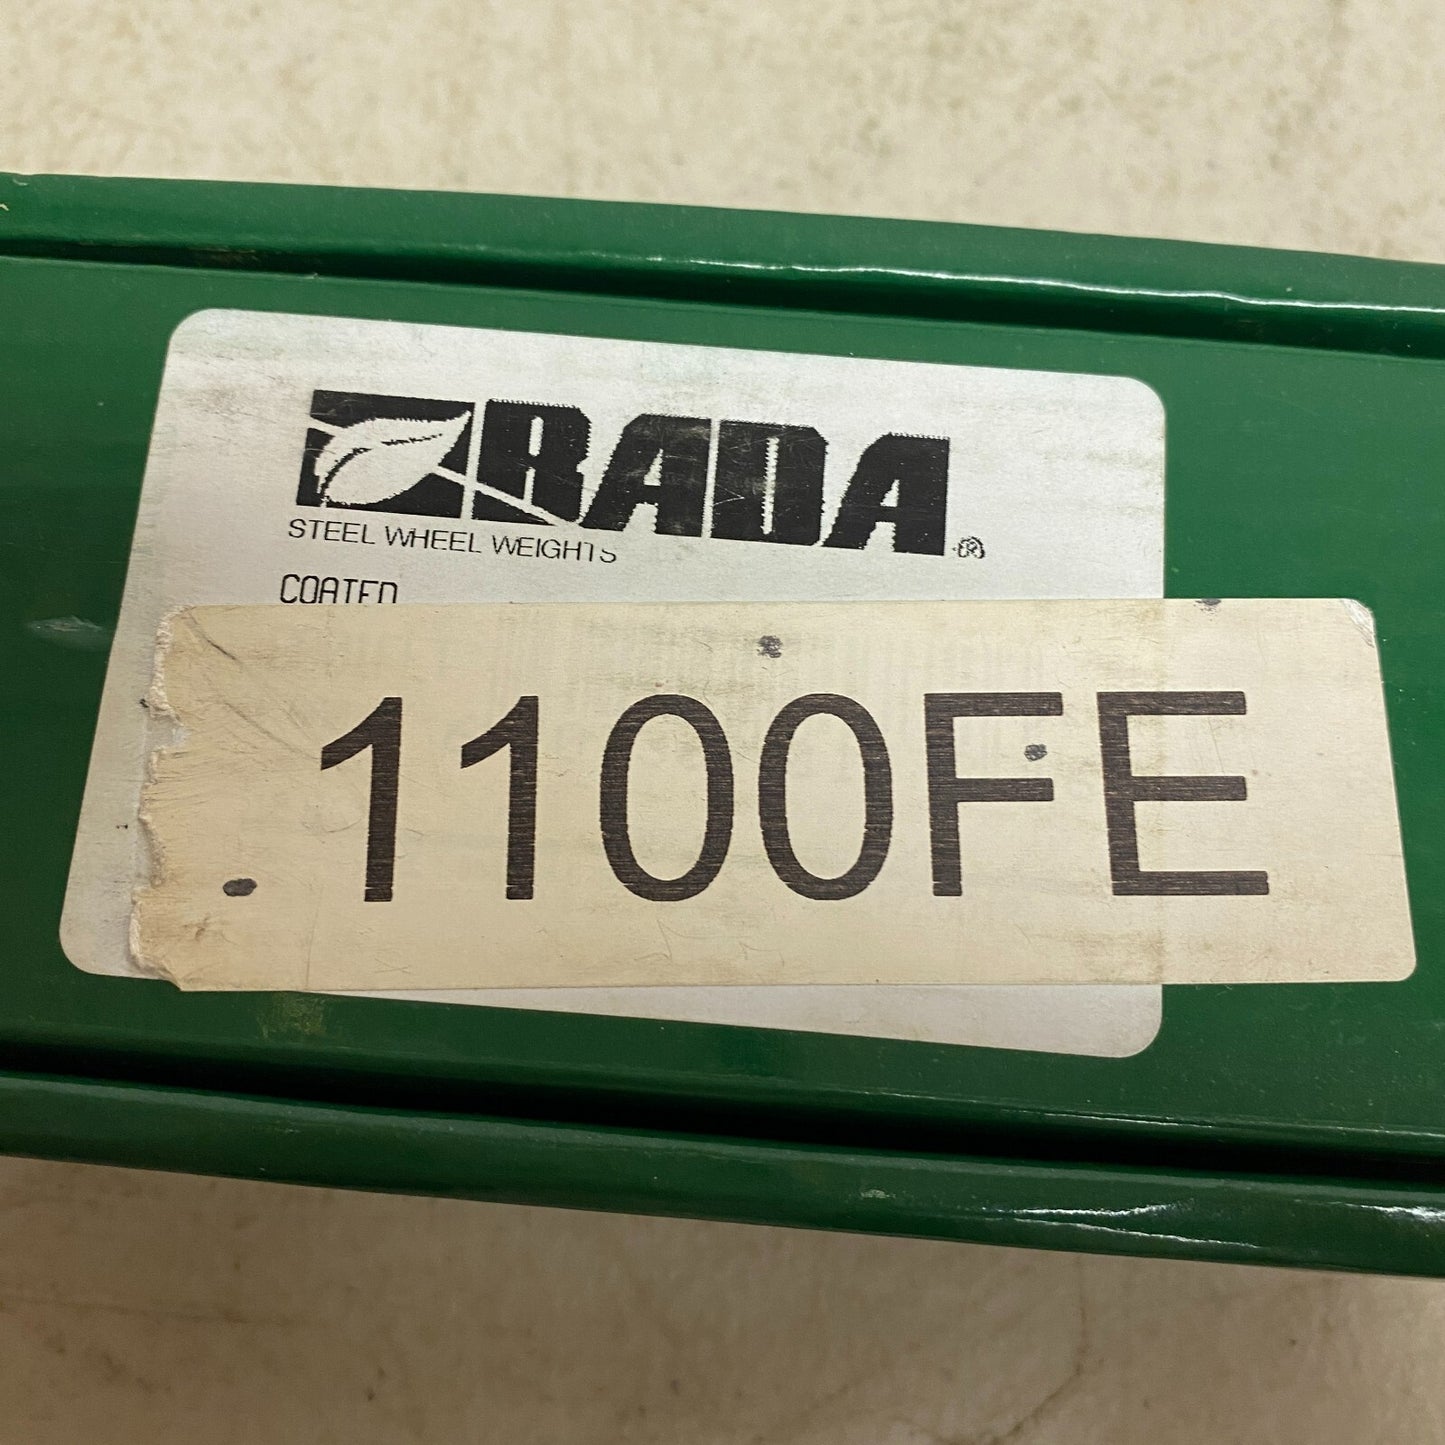 BADA®
STEEL WHEEL WEIGHTS
COATED
1100FE